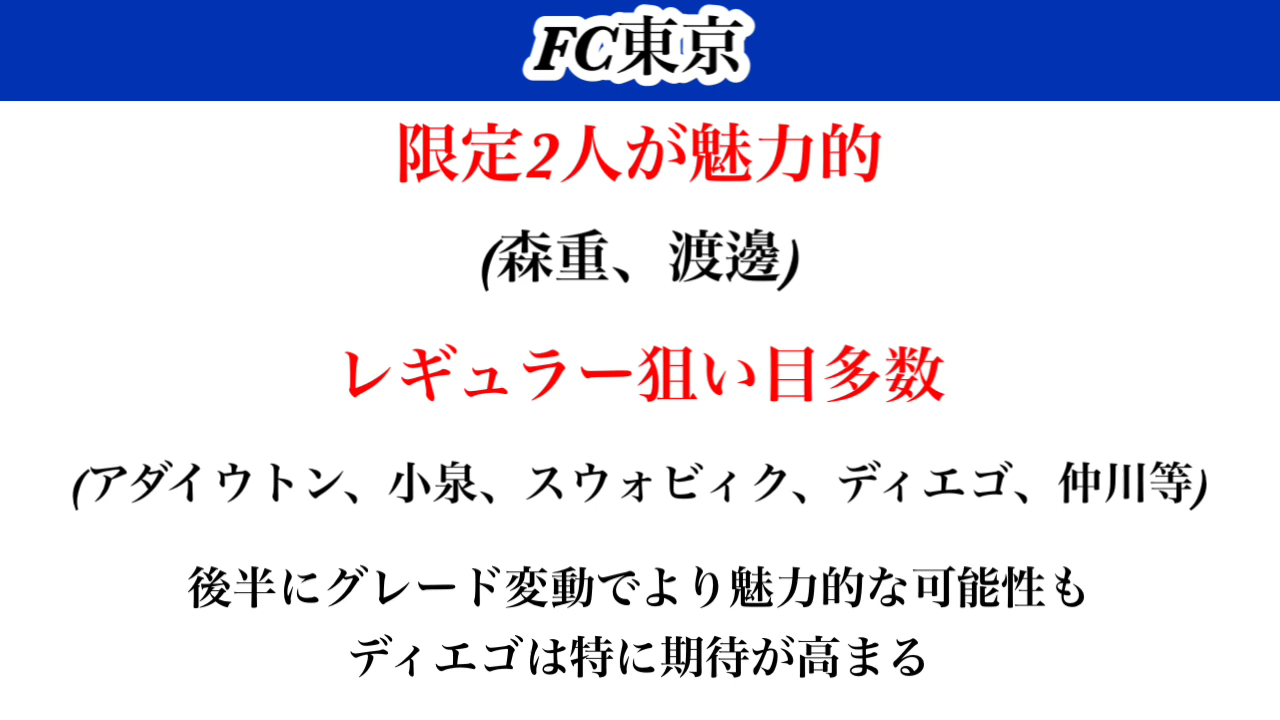 FC東京
限定2人が魅力的
(森重、渡邊)
レギュラー狙い目多数
(アダイウトン、小泉、スウォビィク、ディエゴ、仲川等)
後半にグレード変動でより魅力的な可能性も
ディエゴは特に期待が高まる